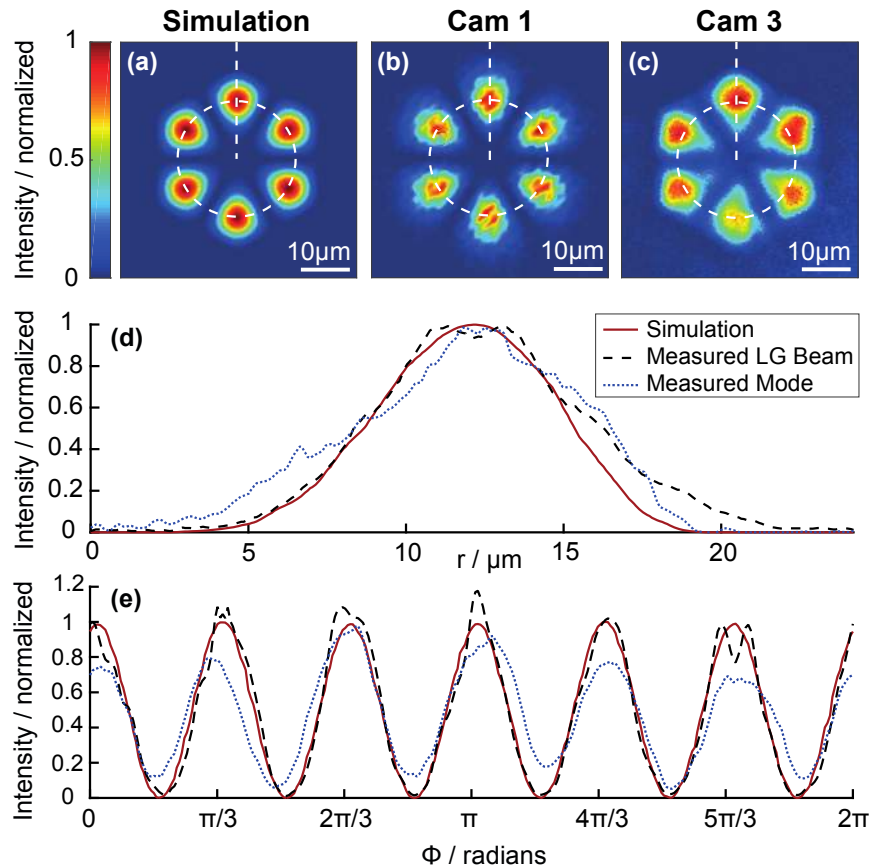 Simulation Cam 1 Cam 3
Intensity / normalized
1
0.5
0
(a)
10μm
(b)
10μm
(c)
10μm
Intensity / normalized
1
0.8
0.6
0.4
0.2
0
(d)
Simulation
Measured LG Beam
Measured Mode
0 5 10 15 20
r / μm
Intensity / normalized
1.2
1
0.8
0.6
0.4
0.2
0
(e)
0 π/3 2π/3 π 4π/3 5π/3 2π
Φ / radians